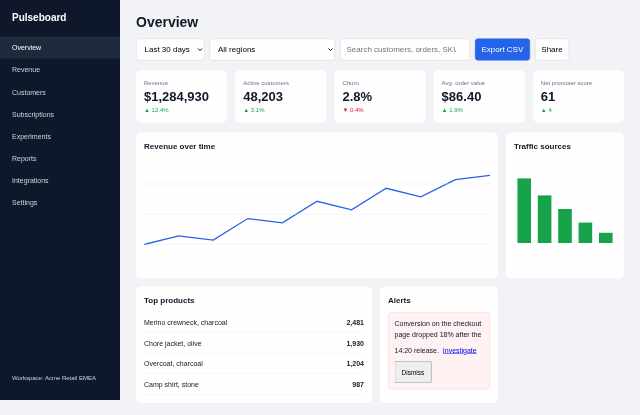 Pulseboard
Overview
Revenue
Customers
Subscriptions
Experiments
Reports
Integrations
Settings
Workspace: Acme Retail EMEA
Overview
Last 30 days
All regions
Search customers, orders, SKU
Export CSV
Share
Revenue
$1,284,930
▲ 12.4%
Active customers
48,203
▲ 3.1%
Churn
2.8%
▼ 0.4%
Avg. order value
$86.40
▲ 1.9%
Net promoter score
61
▲ 4
Revenue over time
Traffic sources
Top products
Merino crewneck, charcoal 2,481
Chore jacket, olive 1,930
Overcoat, charcoal 1,204
Camp shirt, stone 987
Alerts
Conversion on the checkout
page dropped 18% after the
14:20 release. Investigate
Dismiss